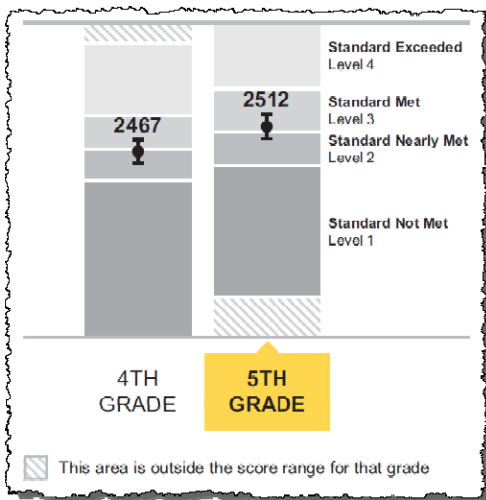 Standard Exceeded
Level 4
2467
2512
Standard Met
Level 3
Standard Nearly Met
Level 2
Standard Not Met
Level 1
4TH
GRADE
5TH
GRADE
This area is outside the score range for that grade